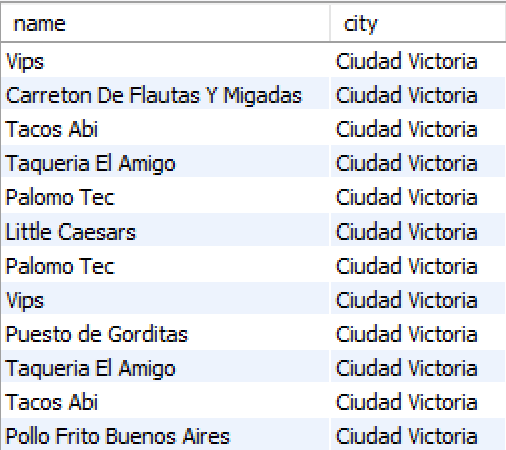 name city
Vips Ciudad Victoria
Carreton De Flautas Y Migadas Ciudad Victoria
Tacos Abi Ciudad Victoria
Taqueria El Amigo Ciudad Victoria
Palomo Tec Ciudad Victoria
Little Caesars Ciudad Victoria
Palomo Tec Ciudad Victoria
Vips Ciudad Victoria
Puesto de Gorditas Ciudad Victoria
Taqueria El Amigo Ciudad Victoria
Tacos Abi Ciudad Victoria
Pollo Frito Buenos Aires Ciudad Victoria